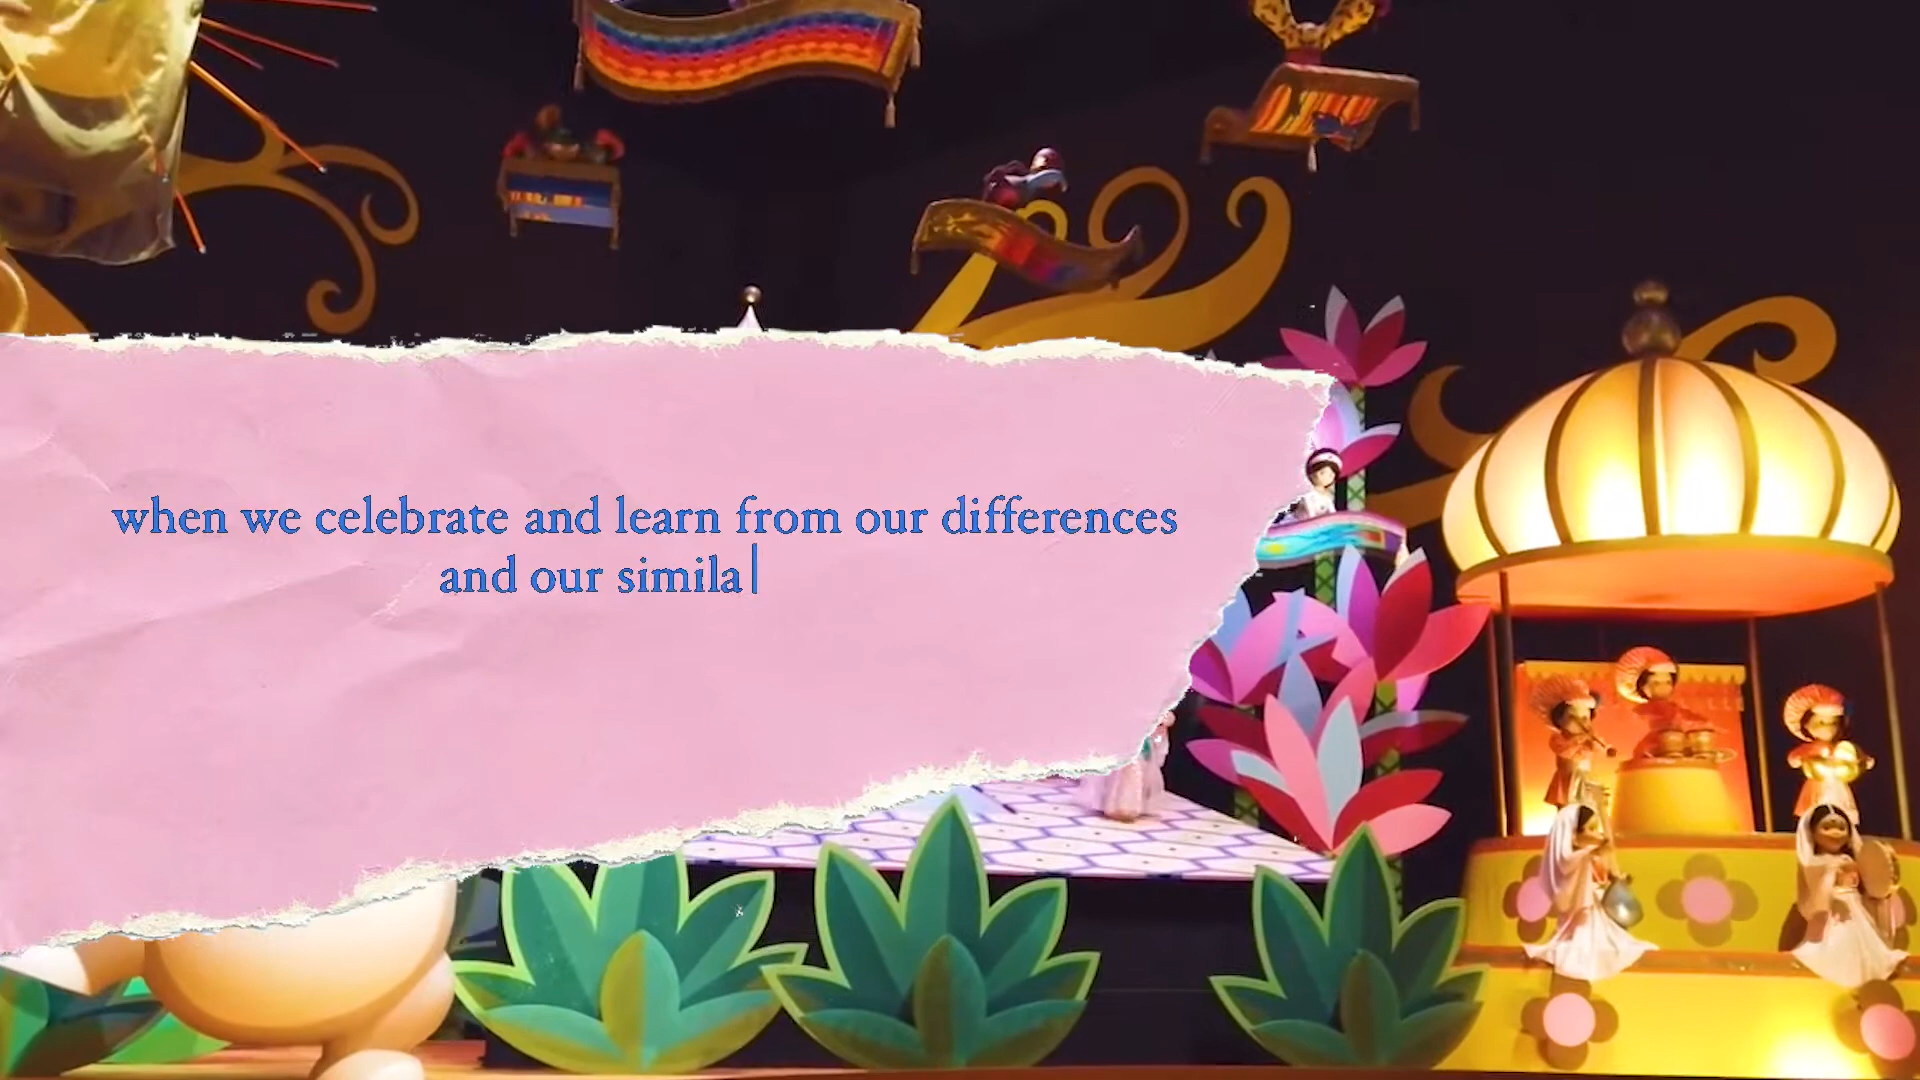 when we celebrate and learn from our differences
and our simila